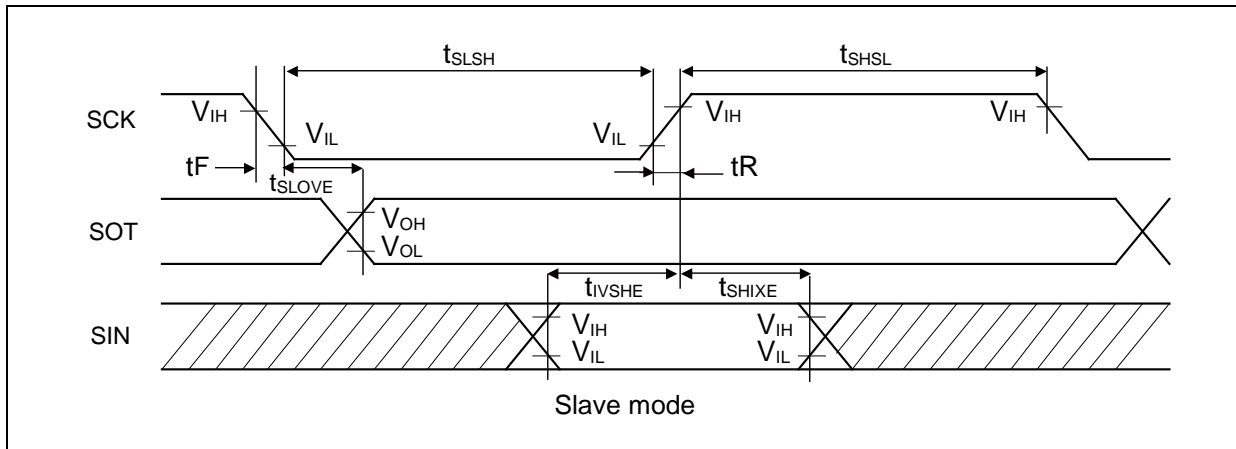 tSLSH
tSHSL
SCK
VIH
VIL
VIL
VIH
VIH
tF
tSLOVE
tR
SOT
VOH
VOL
tIVSHE
tSHIXE
SIN
VIH
VIL
VIH
VIL
Slave mode